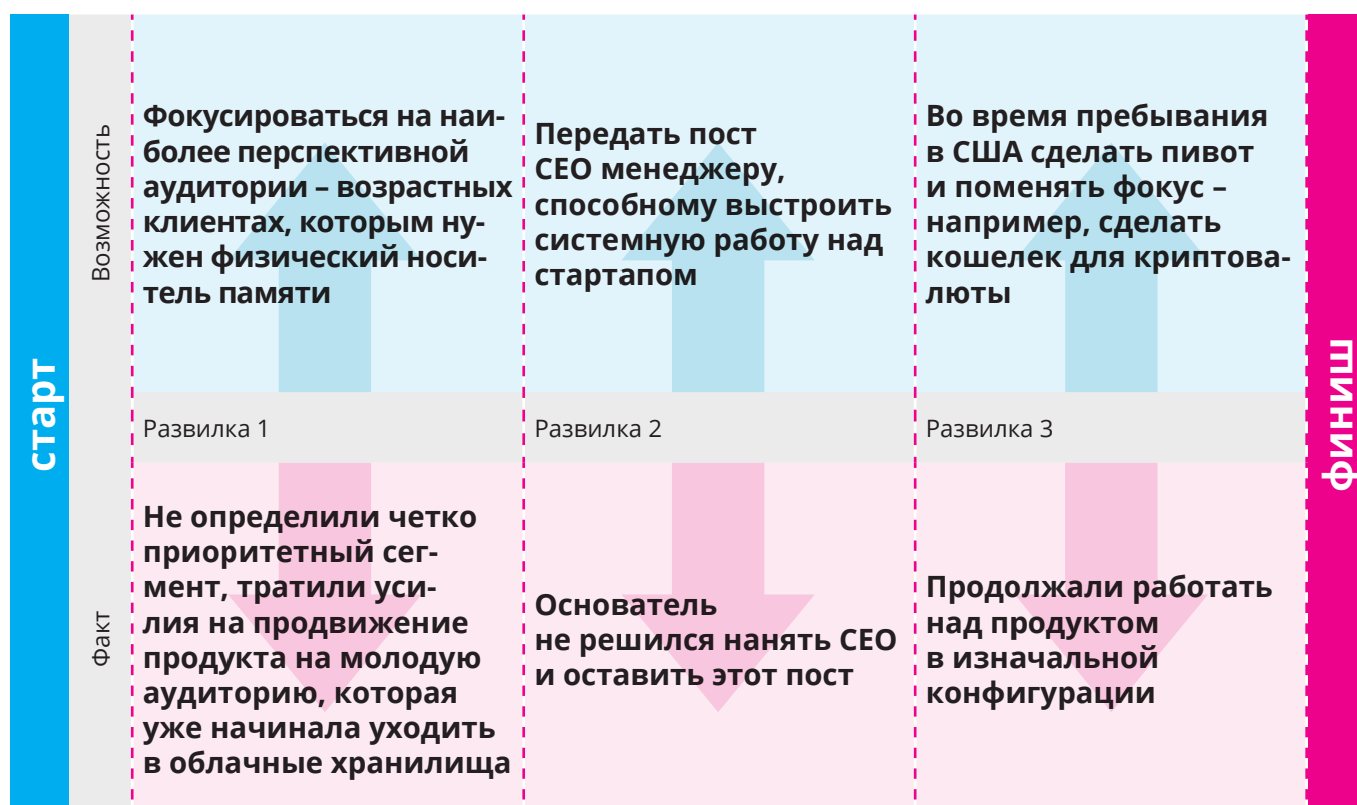 старт
Возможность
Фокусироваться на наи-
более перспективной
аудитории – возрастных
клиентах, которым ну-
жен физический носи-
тель памяти
Передать пост
CEO менеджеру,
способному выстроить
системную работу над
стартапом
Во время пребывания
в США сделать пивот
и поменять фокус –
например, сделать
кошелек для криптова-
люты
Развилка 1
Развилка 2
Развилка 3
Факт
Не определили четко
приоритетный сег-
мент, тратили уси-
лия на продвижение
продукта на молодую
аудиторию, которая
уже начинала уходить
в облачные хранилища
Основатель
не решился нанять CEO
и оставить этот пост
Продолжали работать
над продуктом
в изначальной
конфигурации
финиш